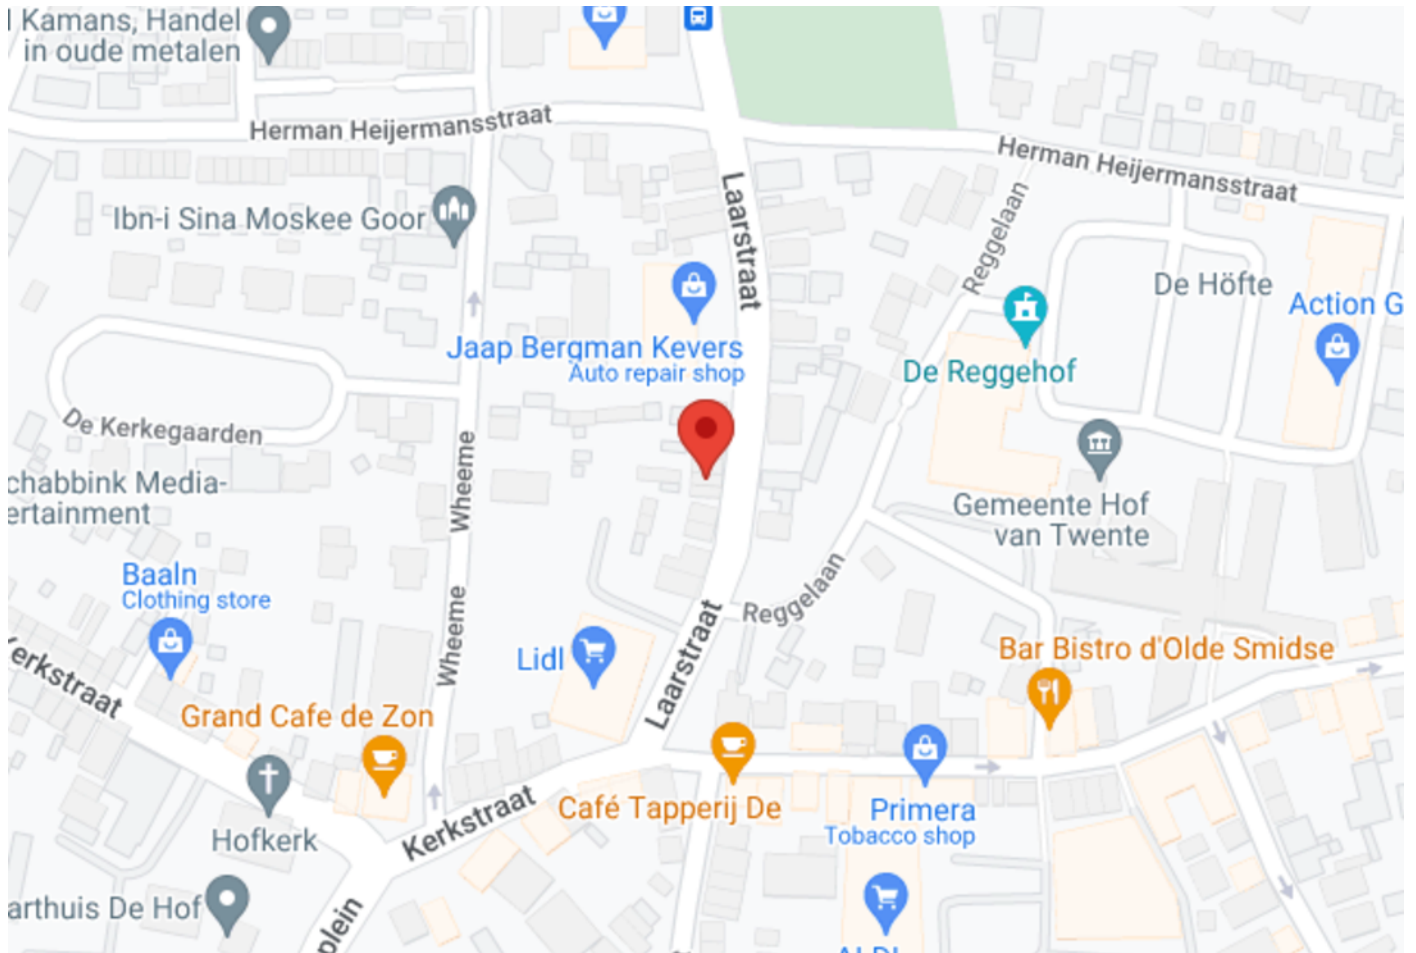 Kamans, Handel
in oude metalen
Herman Heijermansstraat
Herman Heijermansstraat
Laarstraat
Ibn-i Sina Moskee Goor
Reggelaan
De Höfte
Action G
Jaap Bergman Kevers
Auto repair shop
De Reggehof
De Kerkegaarden
Wheeme
chabbink Media-
ertainment
Gemeente Hof
van Twente
Baaln
Clothing store
Reggelaan
Wheeme
Laarstraat
Lidl
Bar Bistro d'Olde Smidse
erkstraat
Grand Cafe de Zon
Café Tapperij De
Primera
Tobacco shop
Kerkstraat
Hofkerk
arthuis De Hof
plein
ALDI